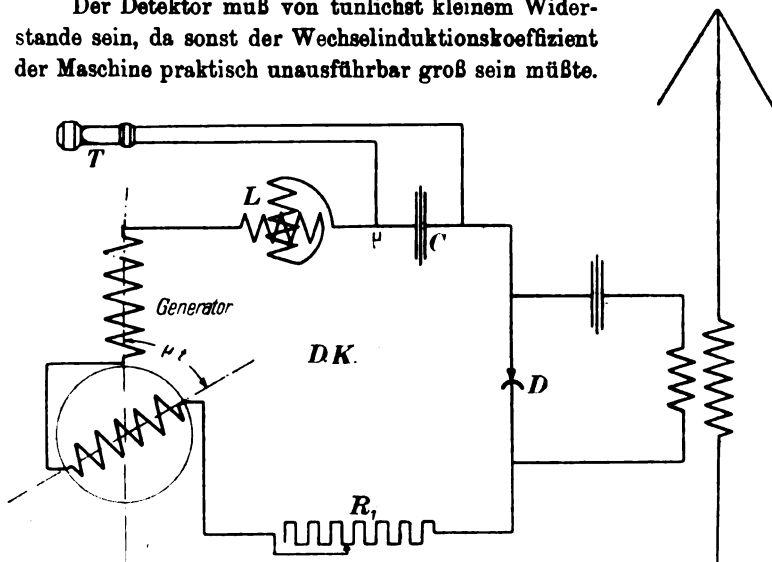 Der Detektor muß von tunlichst kleinem Wider-
stande sein, da sonst der Wechselinduktionskoeffizient
der Maschine praktisch unausführbar groß sein müßte.
T
L
μ
C
Generator
μ t
D.K.
D
R₁